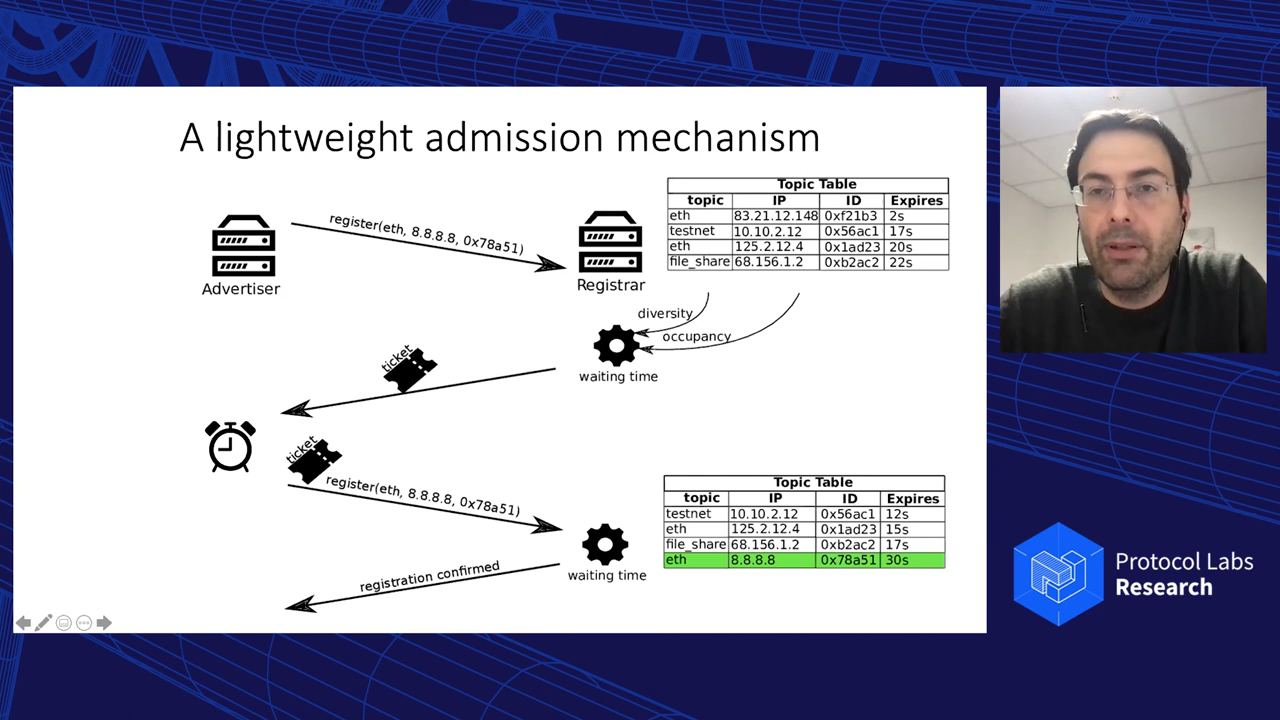 A lightweight admission mechanism
Topic Table
topic IP ID Expires
eth 83.21.12.148 0xf21b3 2s
testnet 10.10.2.12 0x56ac1 17s
eth 125.2.12.4 0x1ad23 20s
file_share 68.156.1.2 0xb2ac2 22s
register(eth, 8.8.8.8, 0x78a51)
Advertiser
Registrar
diversity
occupancy
waiting time
ticket
ticket
register(eth, 8.8.8.8, 0x78a51)
Topic Table
topic IP ID Expires
testnet 10.10.2.12 0x56ac1 12s
eth 125.2.12.4 0x1ad23 15s
file_share 68.156.1.2 0xb2ac2 17s
eth 8.8.8.8 0x78a51 30s
waiting time
registration confirmed
Protocol Labs
Research